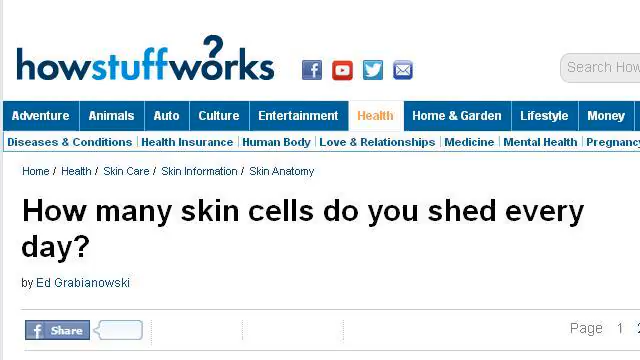 howstuffworks?
Search How
Adventure Animals Auto Culture Entertainment Health Home & Garden Lifestyle Money
Diseases & Conditions Health Insurance Human Body Love & Relationships Medicine Mental Health Pregnancy
Home / Health / Skin Care / Skin Information / Skin Anatomy
How many skin cells do you shed every
day?
by Ed Grabianowski
f Share
Page 1 2